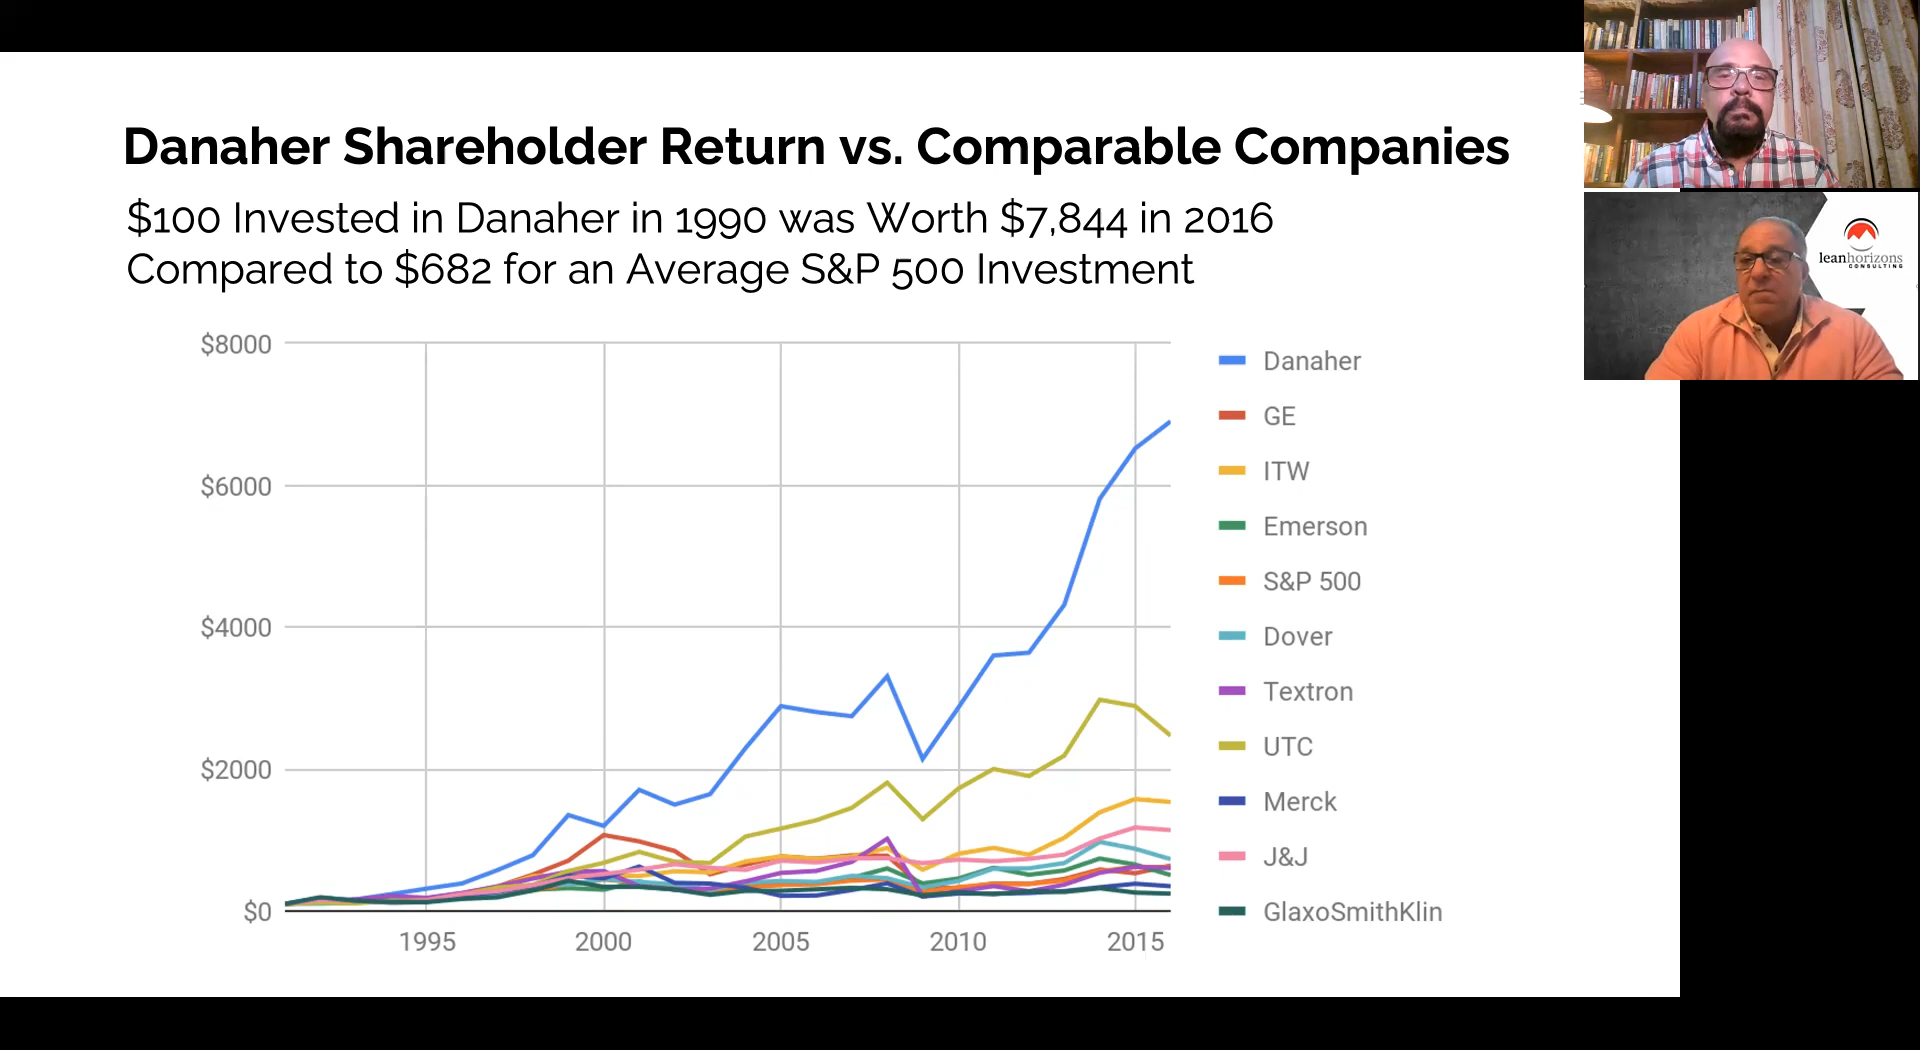 Danaher Shareholder Return vs. Comparable Companies
$100 Invested in Danaher in 1990 was Worth $7,844 in 2016
Compared to $682 for an Average S&P 500 Investment
$8000
$6000
$4000
$2000
$0
1995
2000
2005
2010
2015
Danaher
GE
ITW
Emerson
S&P 500
Dover
Textron
UTC
Merck
J&J
GlaxoSmithKlin
leanhorizons
CONSULTING